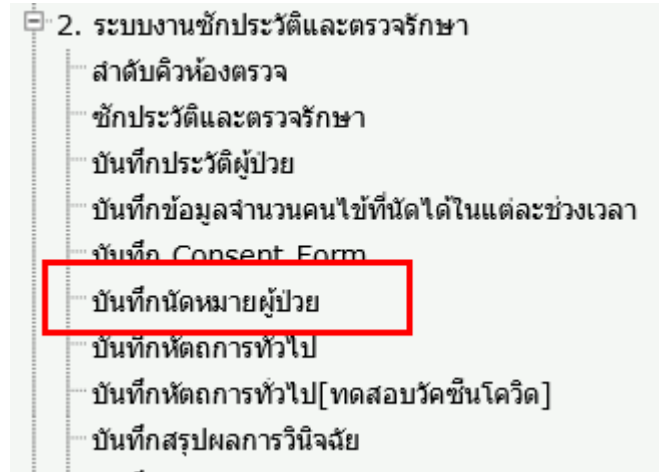 2. ระบบงานซักประวัติและตรวจรักษา
ลำดับคิวห้องตรวจ
ซักประวัติและตรวจรักษา
บันทึกประวัติผู้ป่วย
บันทึกข้อมูลจำนวนคนไข้ที่นัดได้ในแต่ละช่วงเวลา
บันทึก Consent Form
บันทึกนัดหมายผู้ป่วย
บันทึกหัตถการทั่วไป
บันทึกหัตถการทั่วไป[ทดสอบวัคซีนโควิด]
บันทึกสรุปผลการวินิจฉัย